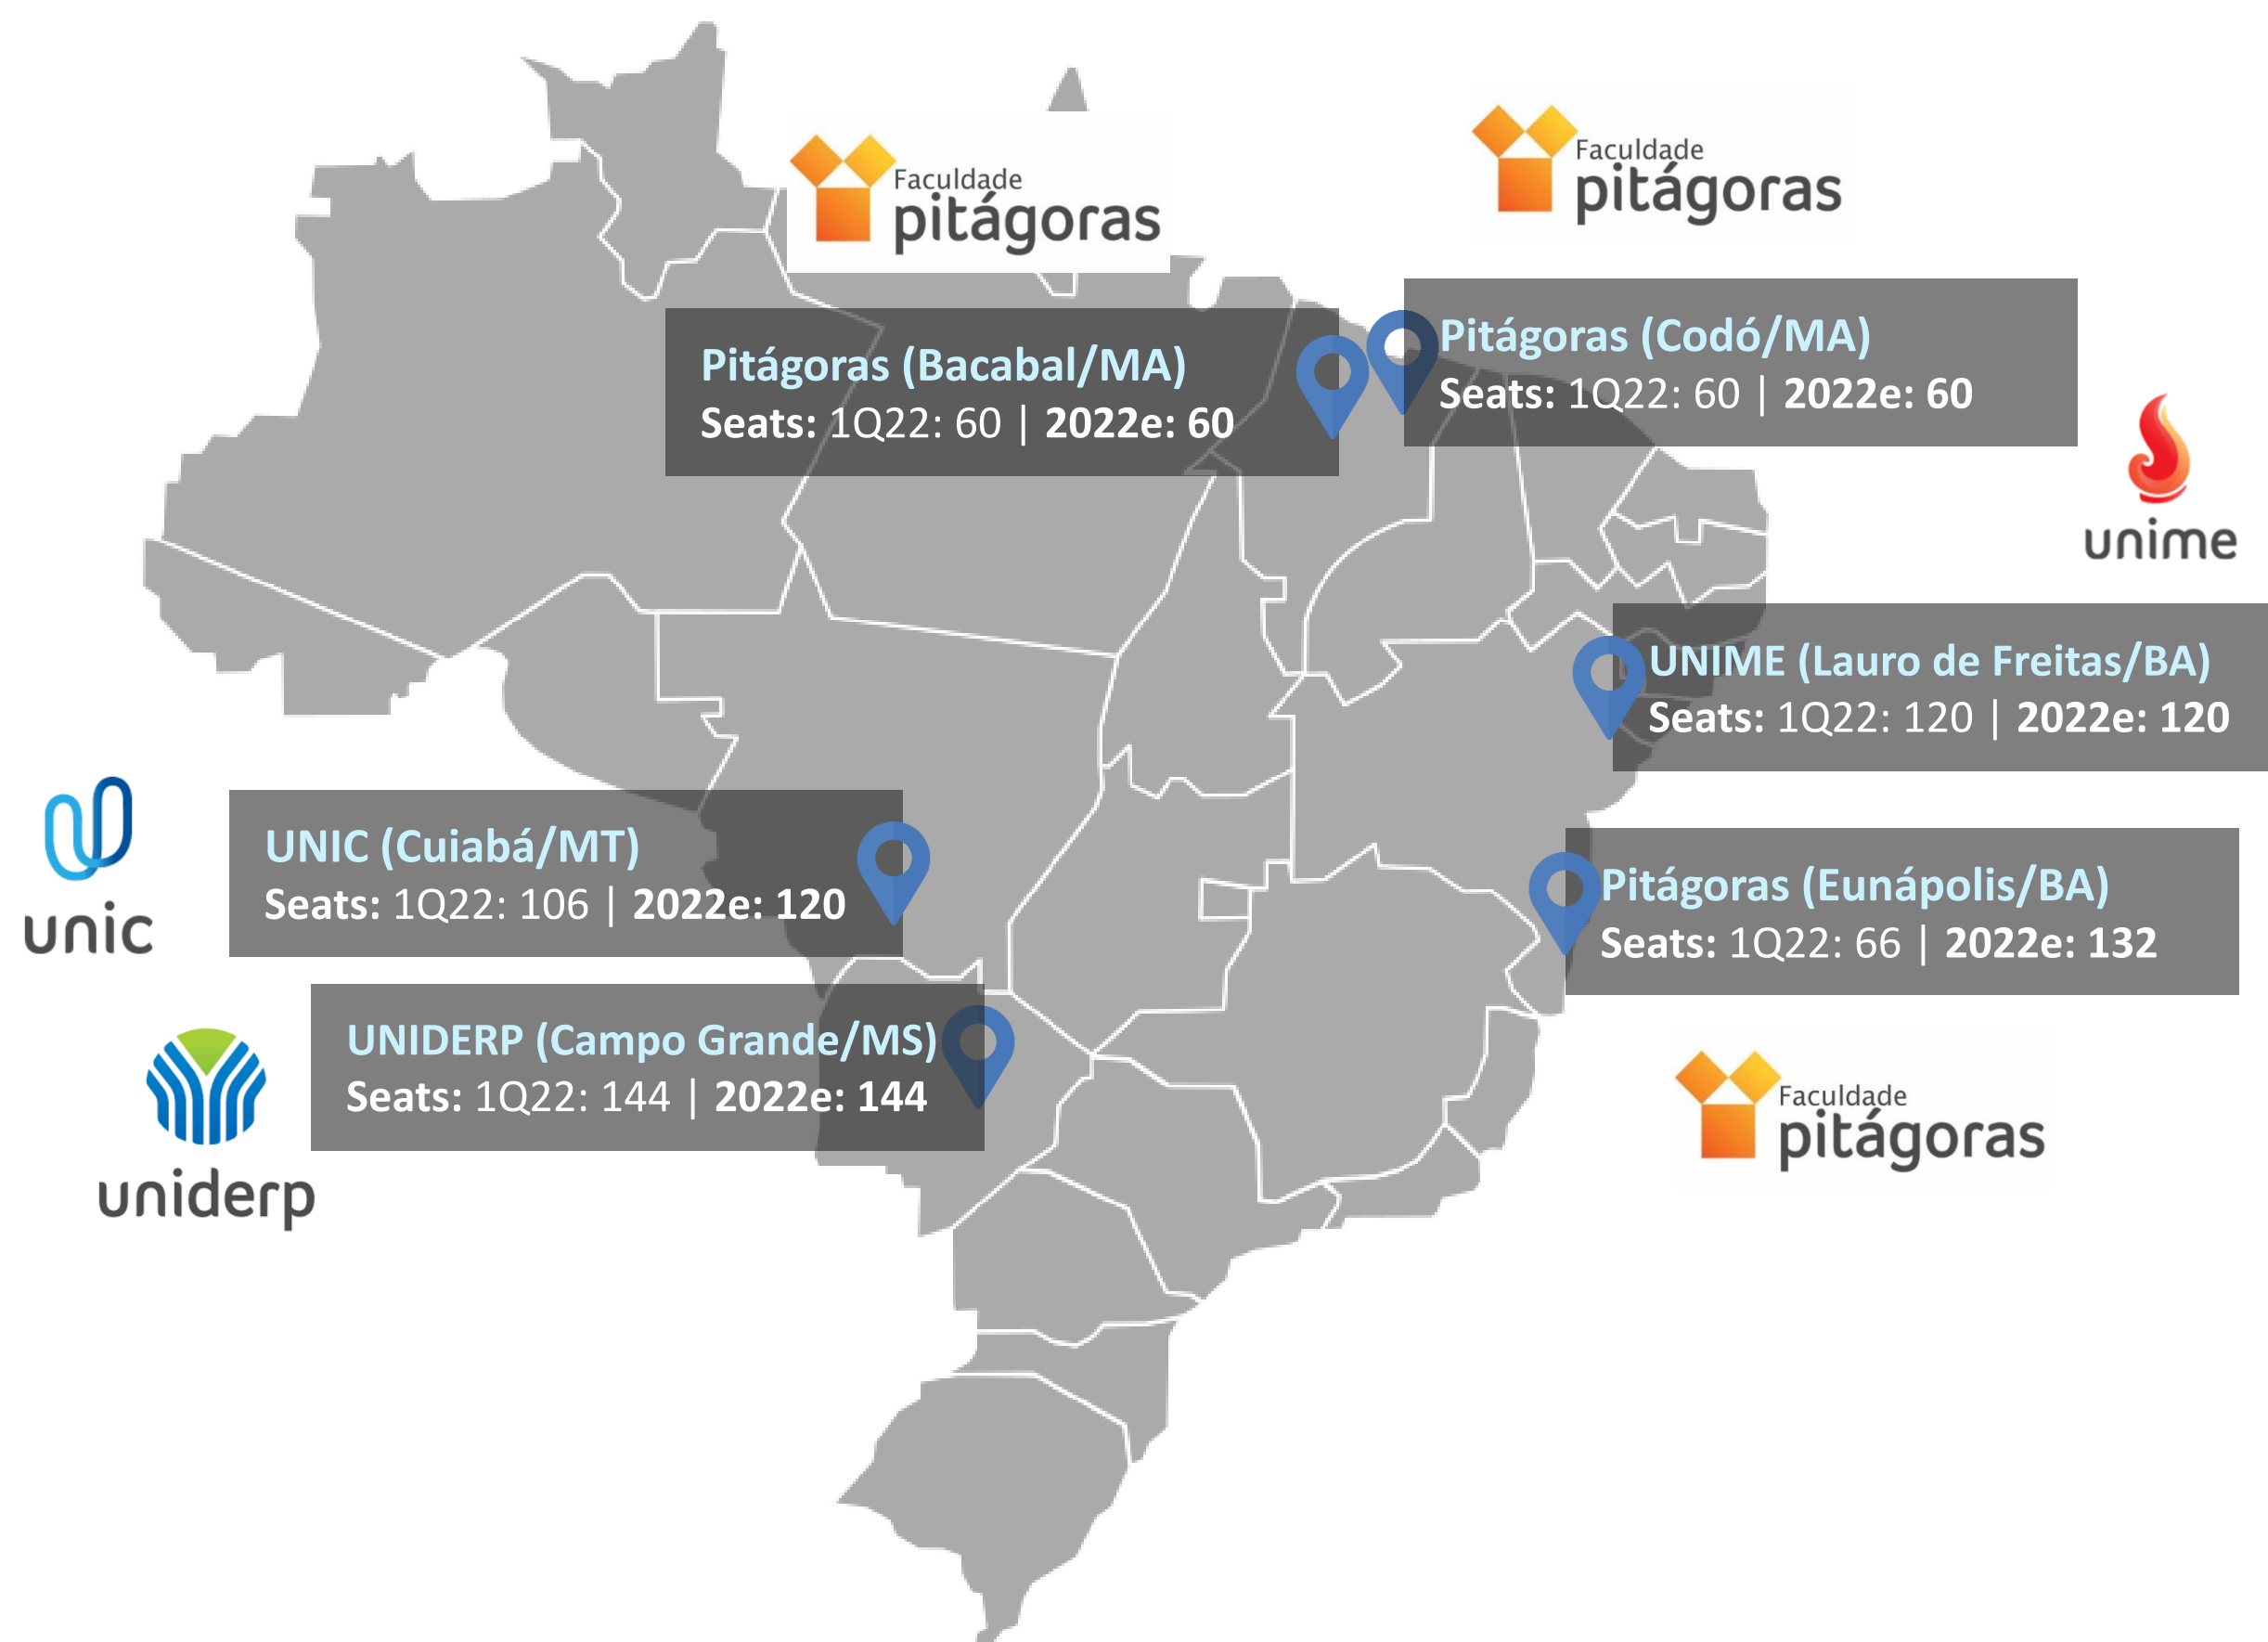 Faculdade
pitágoras
Faculdade
pitágoras
Pitágoras (Bacabal/MA)
Seats: 1Q22: 60 | 2022e: 60
Pitágoras (Codó/MA)
Seats: 1Q22: 60 | 2022e: 60
unime
UNIME (Lauro de Freitas/BA)
Seats: 1Q22: 120 | 2022e: 120
unic
UNIC (Cuiabá/MT)
Seats: 1Q22: 106 | 2022e: 120
Pitágoras (Eunápolis/BA)
Seats: 1Q22: 66 | 2022e: 132
uniderp
UNIDERP (Campo Grande/MS)
Seats: 1Q22: 144 | 2022e: 144
Faculdade
pitágoras